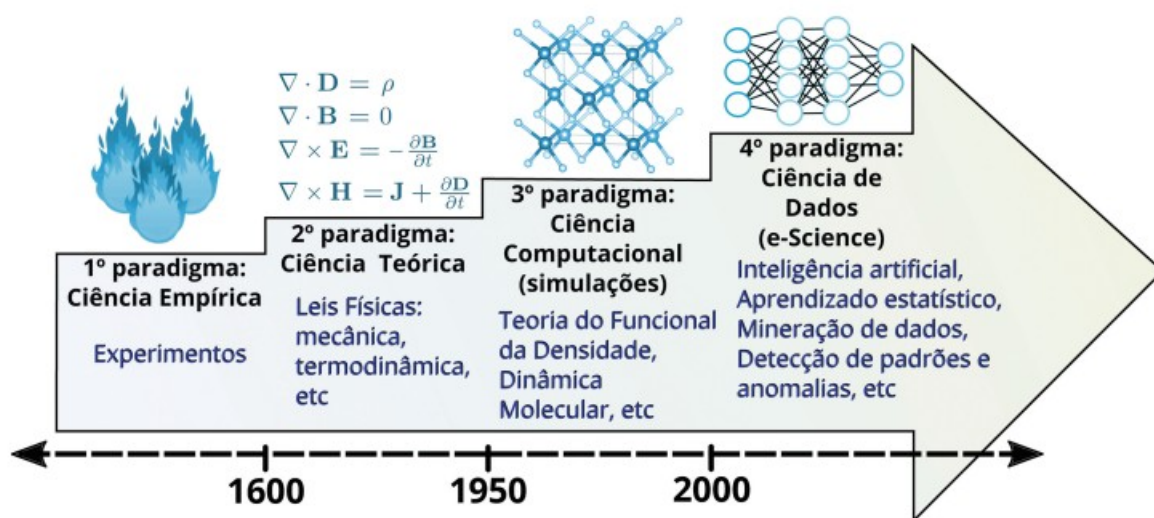 ∇ · D = ρ
∇ · B = 0
∇ × E = −∂B/∂t
∇ × H = J + ∂D/∂t
1º paradigma:
Ciência Empírica
Experimentos
2º paradigma:
Ciência Teórica
Leis Físicas:
mecânica,
termodinâmica,
etc
3º paradigma:
Ciência
Computacional
(simulações)
Teoria do Funcional
da Densidade,
Dinâmica
Molecular, etc
4º paradigma:
Ciência de
Dados
(e-Science)
Inteligência artificial,
Aprendizado estatístico,
Mineração de dados,
Detecção de padrões e
anomalias, etc
1600
1950
2000